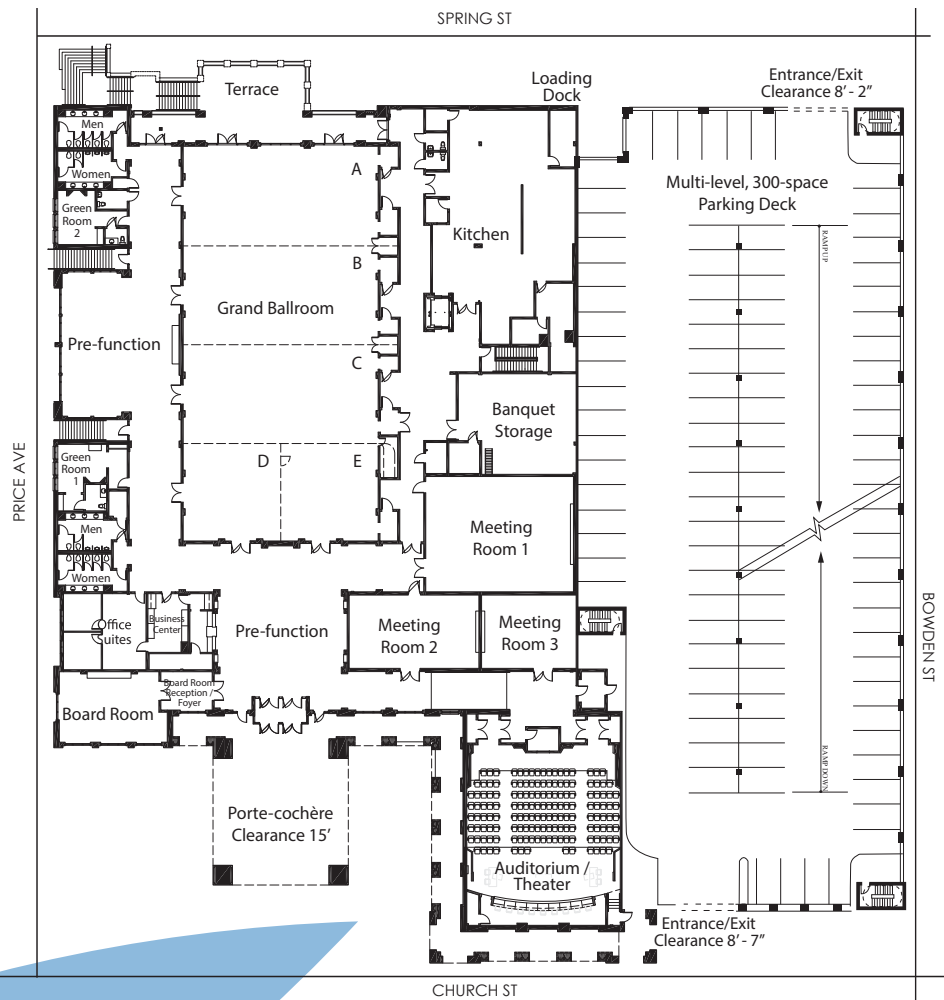 SPRING ST
Terrace
Loading
Dock
Entrance/Exit
Clearance 8' - 2”
Men
Women
Green
Room
2
A
Kitchen
Multi-level, 300-space
Parking Deck
RAMP UP
B
Grand Ballroom
Pre-function
C
Banquet
Storage
D
E
Green
Room
1
PRICE AVE
Men
Women
Meeting
Room 1
Office
Suites
Business
Center
Pre-function
Meeting
Room 2
Meeting
Room 3
BOWDEN ST
Board Room
Reception /
Foyer
Board Room
RAMP DOWN
Porte-cochère
Clearance 15’
Auditorium /
Theater
Entrance/Exit
Clearance 8' - 7”
CHURCH ST